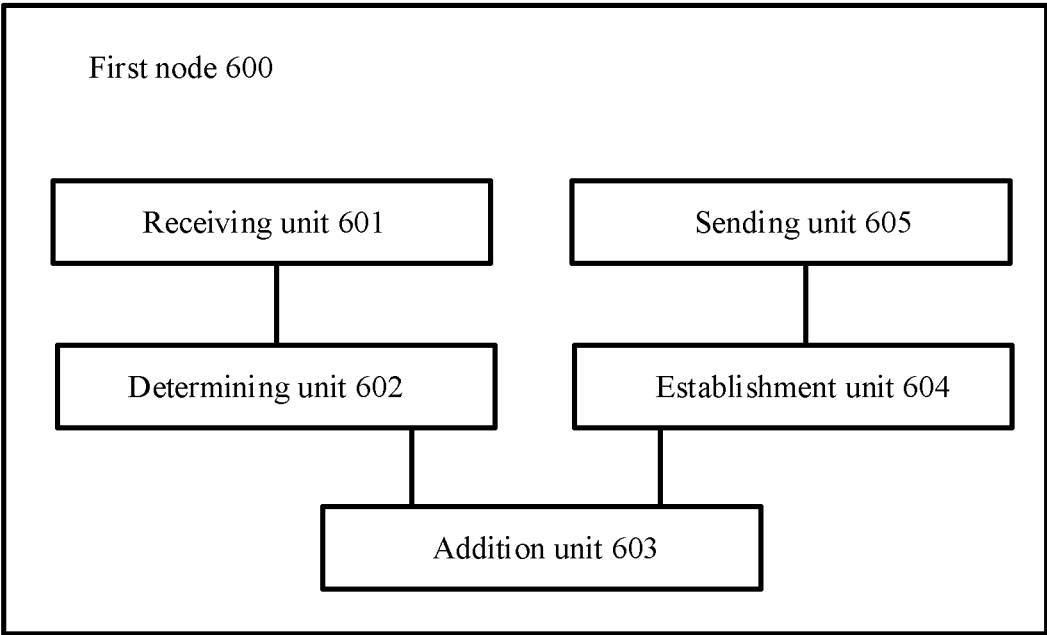 First node 600
Receiving unit 601
Sending unit 605
Determining unit 602
Establishment unit 604
Addition unit 603